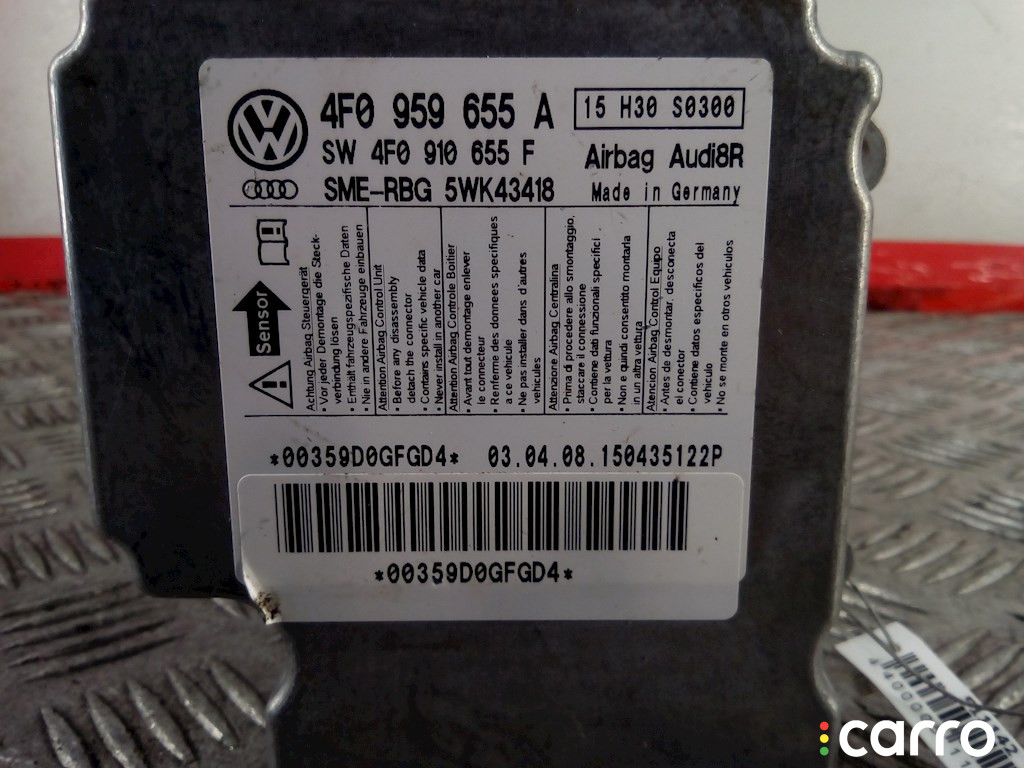 4F0 959 655 A
15 H30 S0300
SW 4F0 910 655 F
Airbag Audi8R
SME-RBG 5WK43418
Made in Germany
Sensor
Achtung Airbag Steuergerät
• Vor jeder Demontage die Steck-
verbindung lösen
• Enthält fahrzeugspezifische Daten
• Nie in andere Fahrzeuge einbauen
Attention Airbag Control Unit
• Before any disassembly
detach the connector
• Contains specific vehicle data
• Never install in another car
Attention Airbag Controle Boitier
• Avant tout demontage enlever
le connecteur
• Renferme des donnees specifiques
a ce vehicule
• Ne pas installer dans d'autres
vehicules
Attenzione Airbag Centralina
• Prima di procedere allo smontaggio,
staccare il connessione
• Contiene dati funzionali specifici
per la vettura
• Non e quindi consentito montarla
in un altra vettura
Atencion Airbag Control Equipo
• Antes de desmontar, desconecta
el conector
• Contiene datos especificos del
vehiculo
• No se monte en otros vehiculos
*00359D0GFGD4* 03.04.08.150435122P
*00359D0GFGD4*
carro